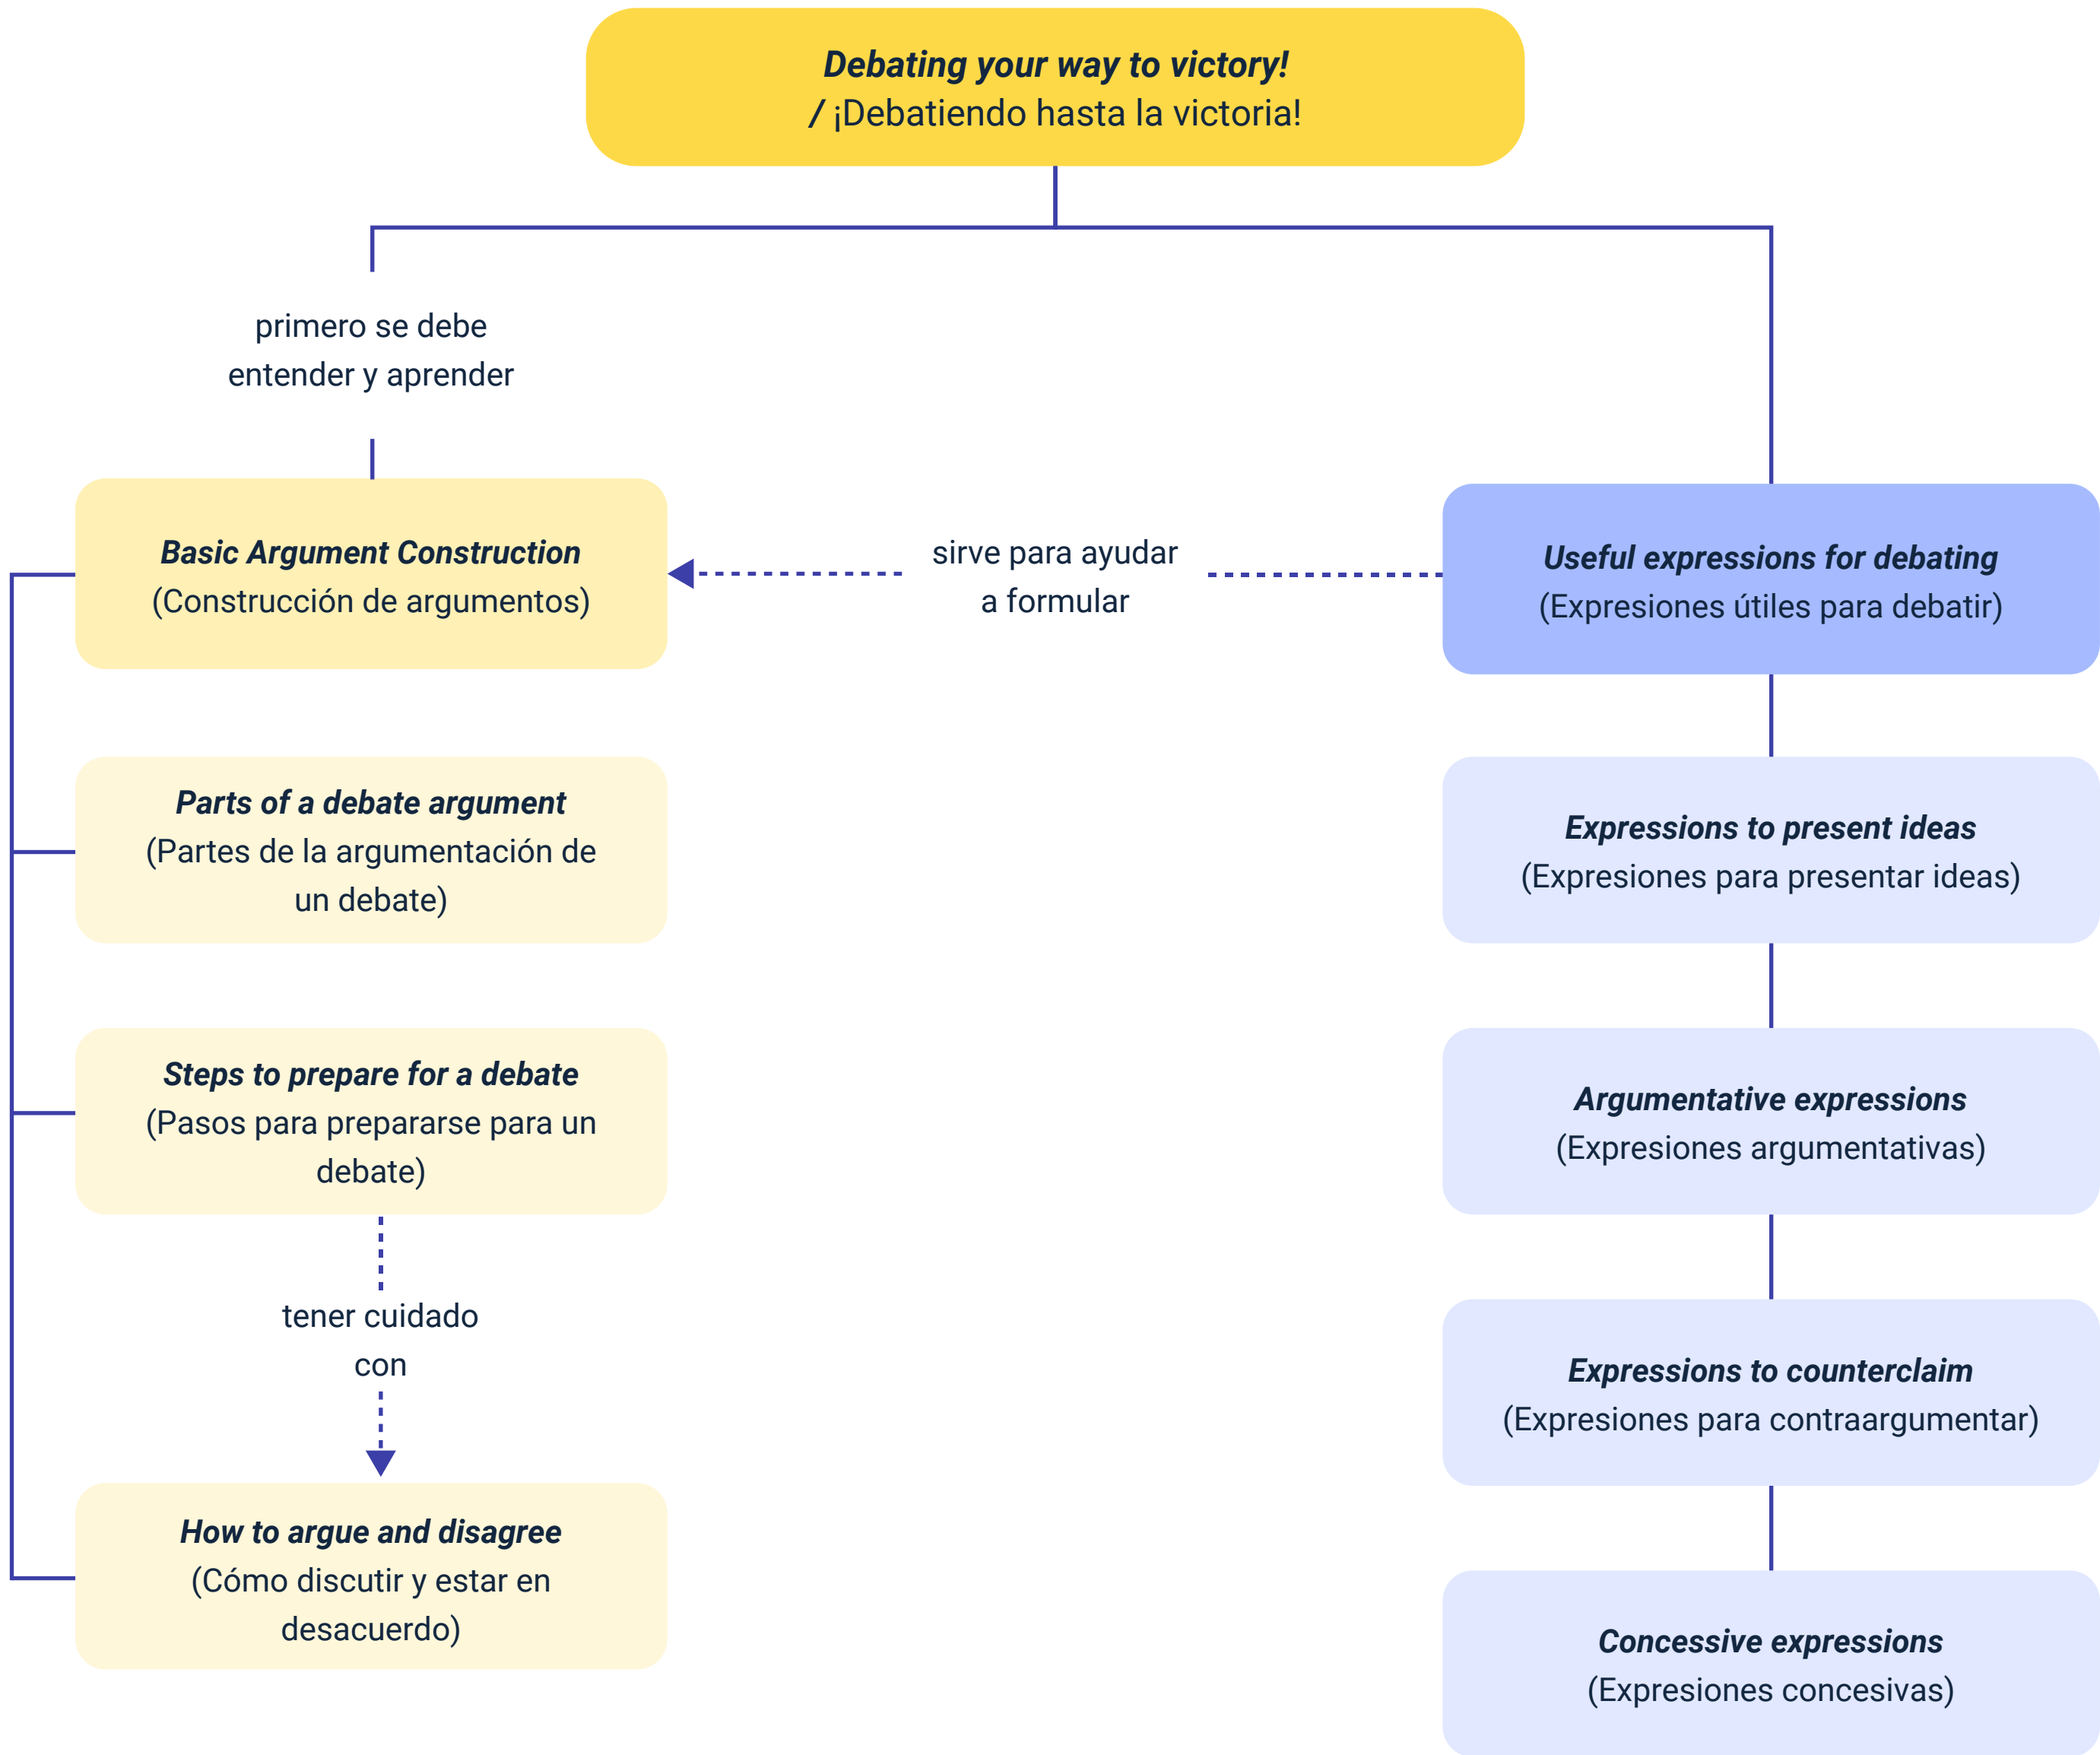 Debating your way to victory!
/ ¡Debatiendo hasta la victoria!
primero se debe
entender y aprender
Basic Argument Construction
(Construcción de argumentos)
sirve para ayudar
a formular
Useful expressions for debating
(Expresiones útiles para debatir)
Parts of a debate argument
(Partes de la argumentación de
un debate)
Steps to prepare for a debate
(Pasos para prepararse para un
debate)
tener cuidado
con
How to argue and disagree
(Cómo discutir y estar en
desacuerdo)
Expressions to present ideas
(Expresiones para presentar ideas)
Argumentative expressions
(Expresiones argumentativas)
Expressions to counterclaim
(Expresiones para contraargumentar)
Concessive expressions
(Expresiones concesivas)